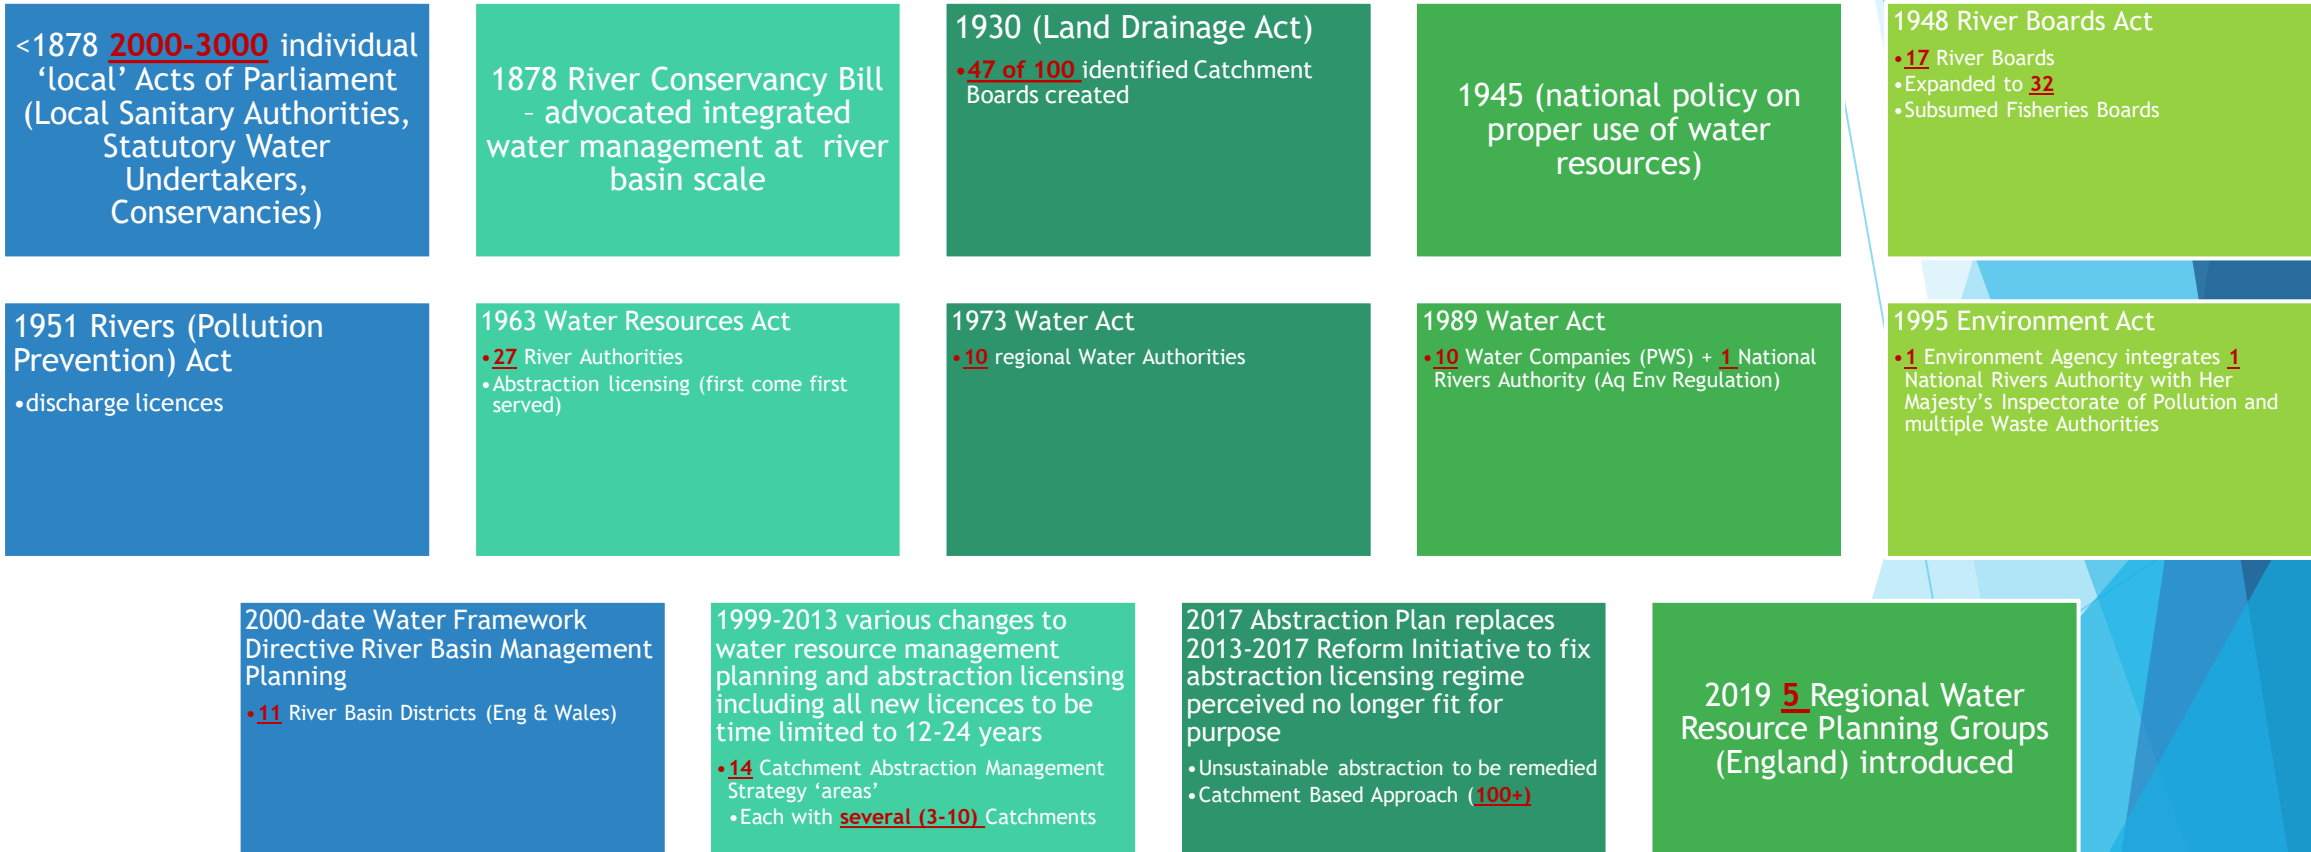 <1878 2000-3000 individual
‘local’ Acts of Parliament
(Local Sanitary Authorities,
Statutory Water
Undertakers,
Conservancies)
1878 River Conservancy Bill
– advocated integrated
water management at river
basin scale
1930 (Land Drainage Act)
•47 of 100 identified Catchment
Boards created
1945 (national policy on
proper use of water
resources)
1948 River Boards Act
•17 River Boards
•Expanded to 32
•Subsumed Fisheries Boards
1951 Rivers (Pollution
Prevention) Act
•discharge licences
1963 Water Resources Act
•27 River Authorities
•Abstraction licensing (first come first
served)
1973 Water Act
•10 regional Water Authorities
1989 Water Act
•10 Water Companies (PWS) + 1 National
Rivers Authority (Aq Env Regulation)
1995 Environment Act
•1 Environment Agency integrates 1
National Rivers Authority with Her
Majesty’s Inspectorate of Pollution and
multiple Waste Authorities
2000-date Water Framework
Directive River Basin Management
Planning
•11 River Basin Districts (Eng & Wales)
1999-2013 various changes to
water resource management
planning and abstraction licensing
including all new licences to be
time limited to 12-24 years
•14 Catchment Abstraction Management
Strategy ‘areas’
•Each with several (3-10) Catchments
2017 Abstraction Plan replaces
2013-2017 Reform Initiative to fix
abstraction licensing regime
perceived no longer fit for
purpose
•Unsustainable abstraction to be remedied
•Catchment Based Approach (100+)
2019 5 Regional Water
Resource Planning Groups
(England) introduced